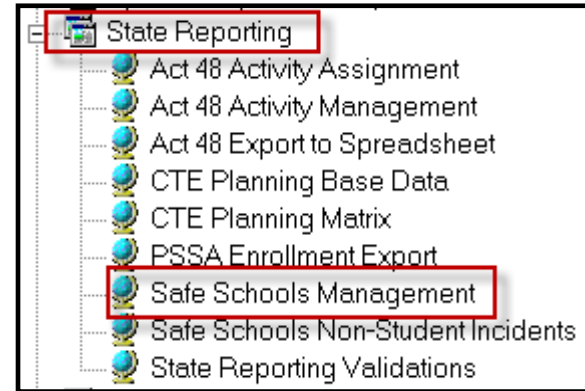 State Reporting
Act 48 Activity Assignment
Act 48 Activity Management
Act 48 Export to Spreadsheet
CTE Planning Base Data
CTE Planning Matrix
PSSA Enrollment Export
Safe Schools Management
Safe Schools Non-Student Incidents
State Reporting Validations